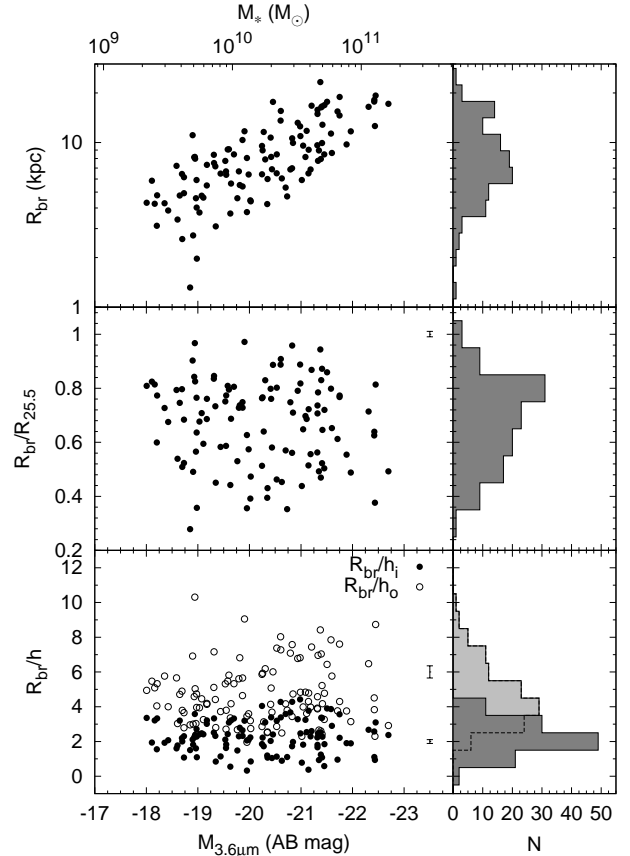 M* (M⊙)
10⁹ 10¹⁰ 10¹¹
R_br (kpc)
10
1
R_br/R_25.5
1
0.8
0.6
0.4
0.2
R_br/h
R_br/h_i
R_br/h_o
12
10
8
6
4
2
0
-17 -18 -19 -20 -21 -22 -23
0 10 20 30 40 50
M_3.6μm (AB mag)
N